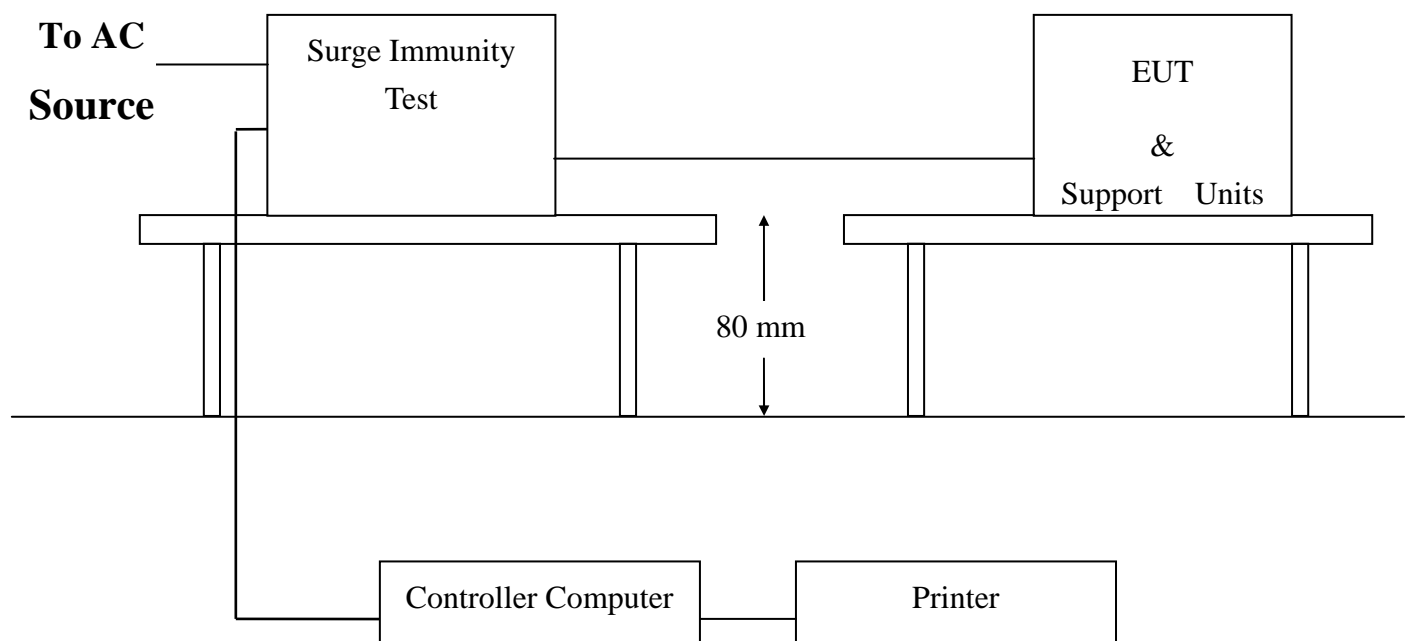 To AC
Source
Surge Immunity
Test
EUT
&
Support Units
80 mm
Controller Computer
Printer